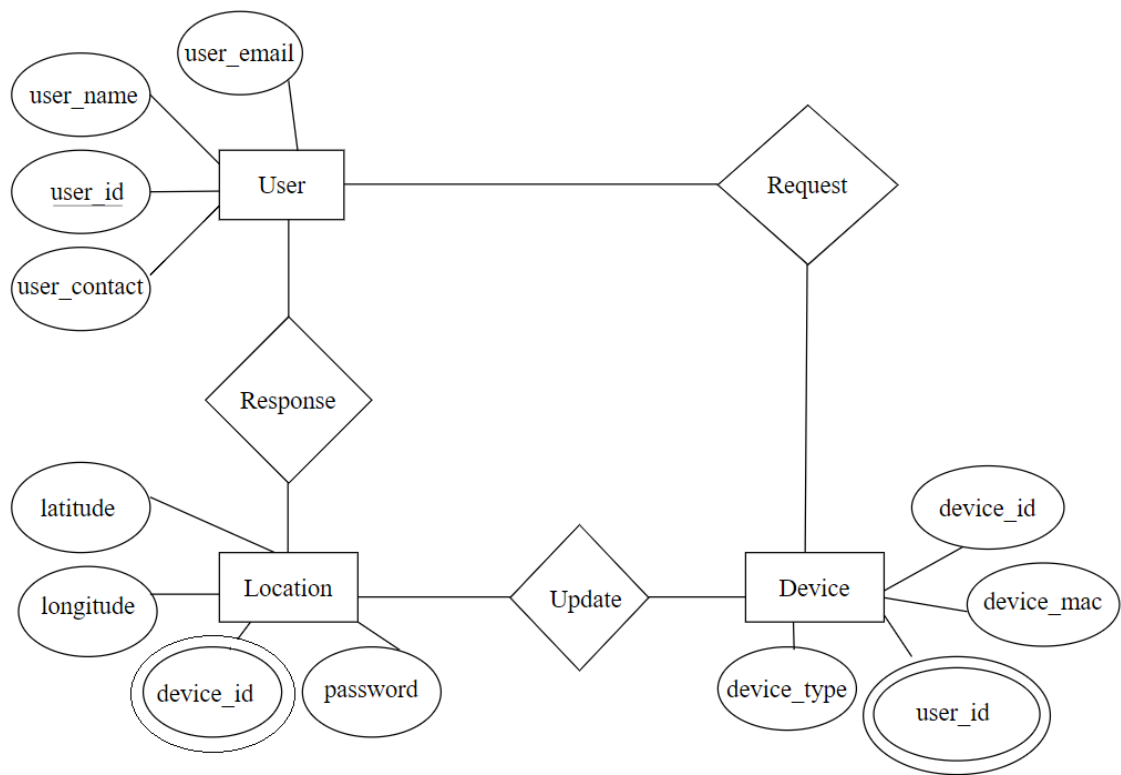 user_email
user_name
user_id
user_contact
User
Request
Response
latitude
longitude
Location
device_id
password
Update
Device
device_id
device_mac
device_type
user_id